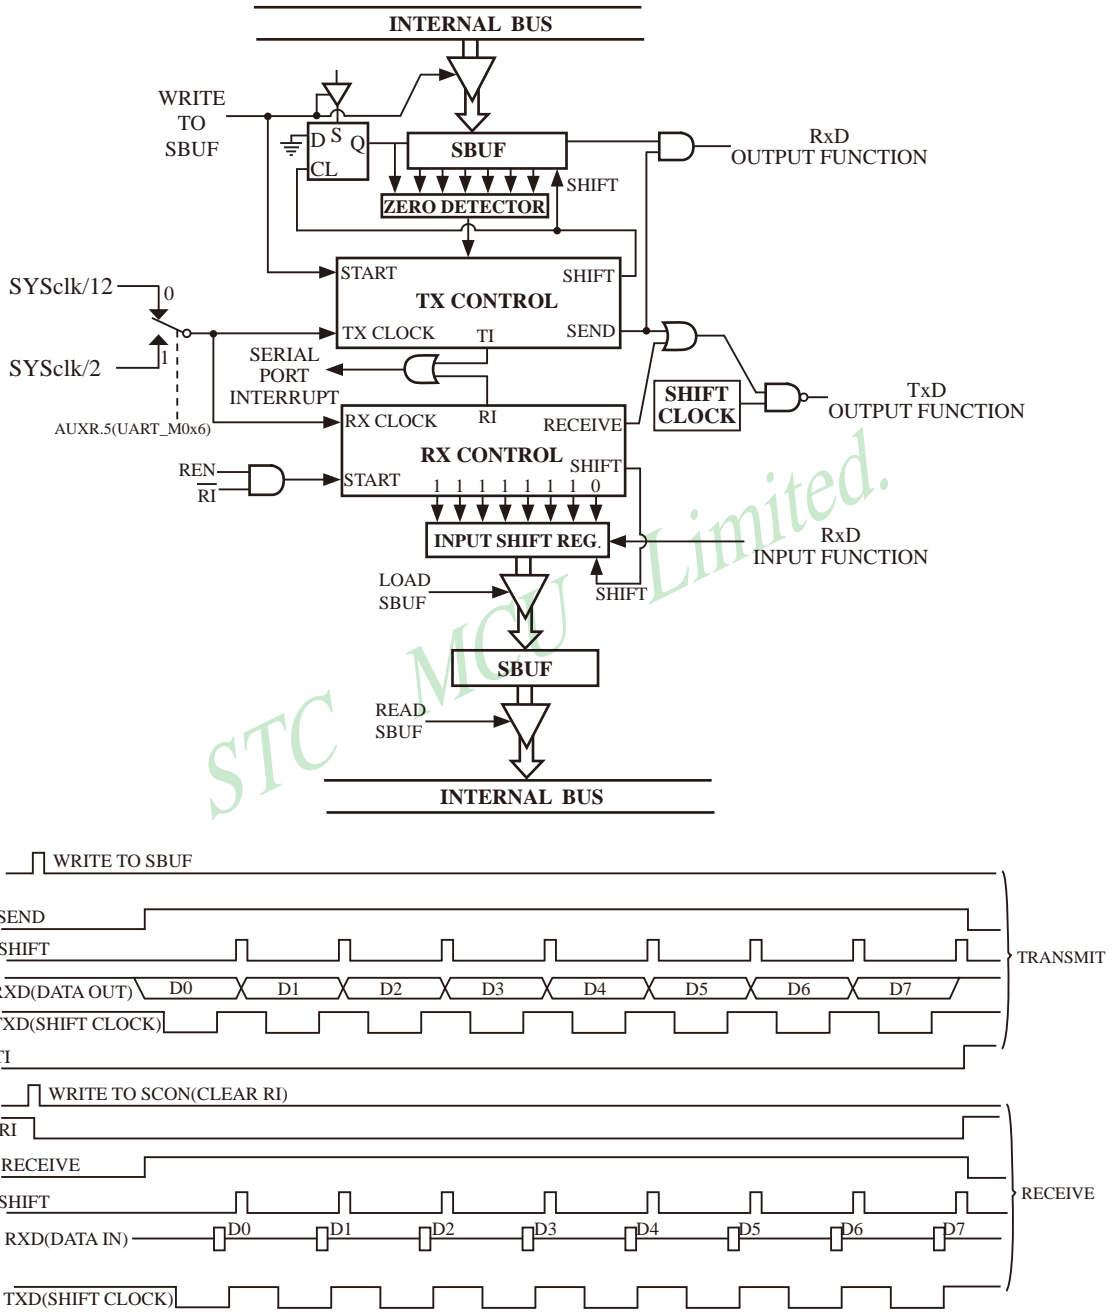 INTERNAL BUS
WRITE
TO
SBUF
D S Q
CL
SBUF
RxD
OUTPUT FUNCTION
SHIFT
ZERO DETECTOR
START
SHIFT
TX CONTROL
TX CLOCK
TI
SEND
SYSclk/12
0
1
SYSclk/2
SERIAL
PORT
INTERRUPT
AUXR.5(UART_M0x6)
SHIFT
CLOCK
TxD
OUTPUT FUNCTION
RX CLOCK
RI
RECEIVE
RX CONTROL
SHIFT
START
1 1 1 1 1 1 1 0
REN
RI
INPUT SHIFT REG.
RxD
INPUT FUNCTION
SHIFT
LOAD
SBUF
SBUF
READ
SBUF
INTERNAL BUS
STC MCU Limited.
WRITE TO SBUF
SEND
SHIFT
RXD(DATA OUT) D0 D1 D2 D3 D4 D5 D6 D7
TXD(SHIFT CLOCK)
TI
TRANSMIT
WRITE TO SCON(CLEAR RI)
RI
RECEIVE
SHIFT
RXD(DATA IN) D0 D1 D2 D3 D4 D5 D6 D7
TXD(SHIFT CLOCK)
RECEIVE